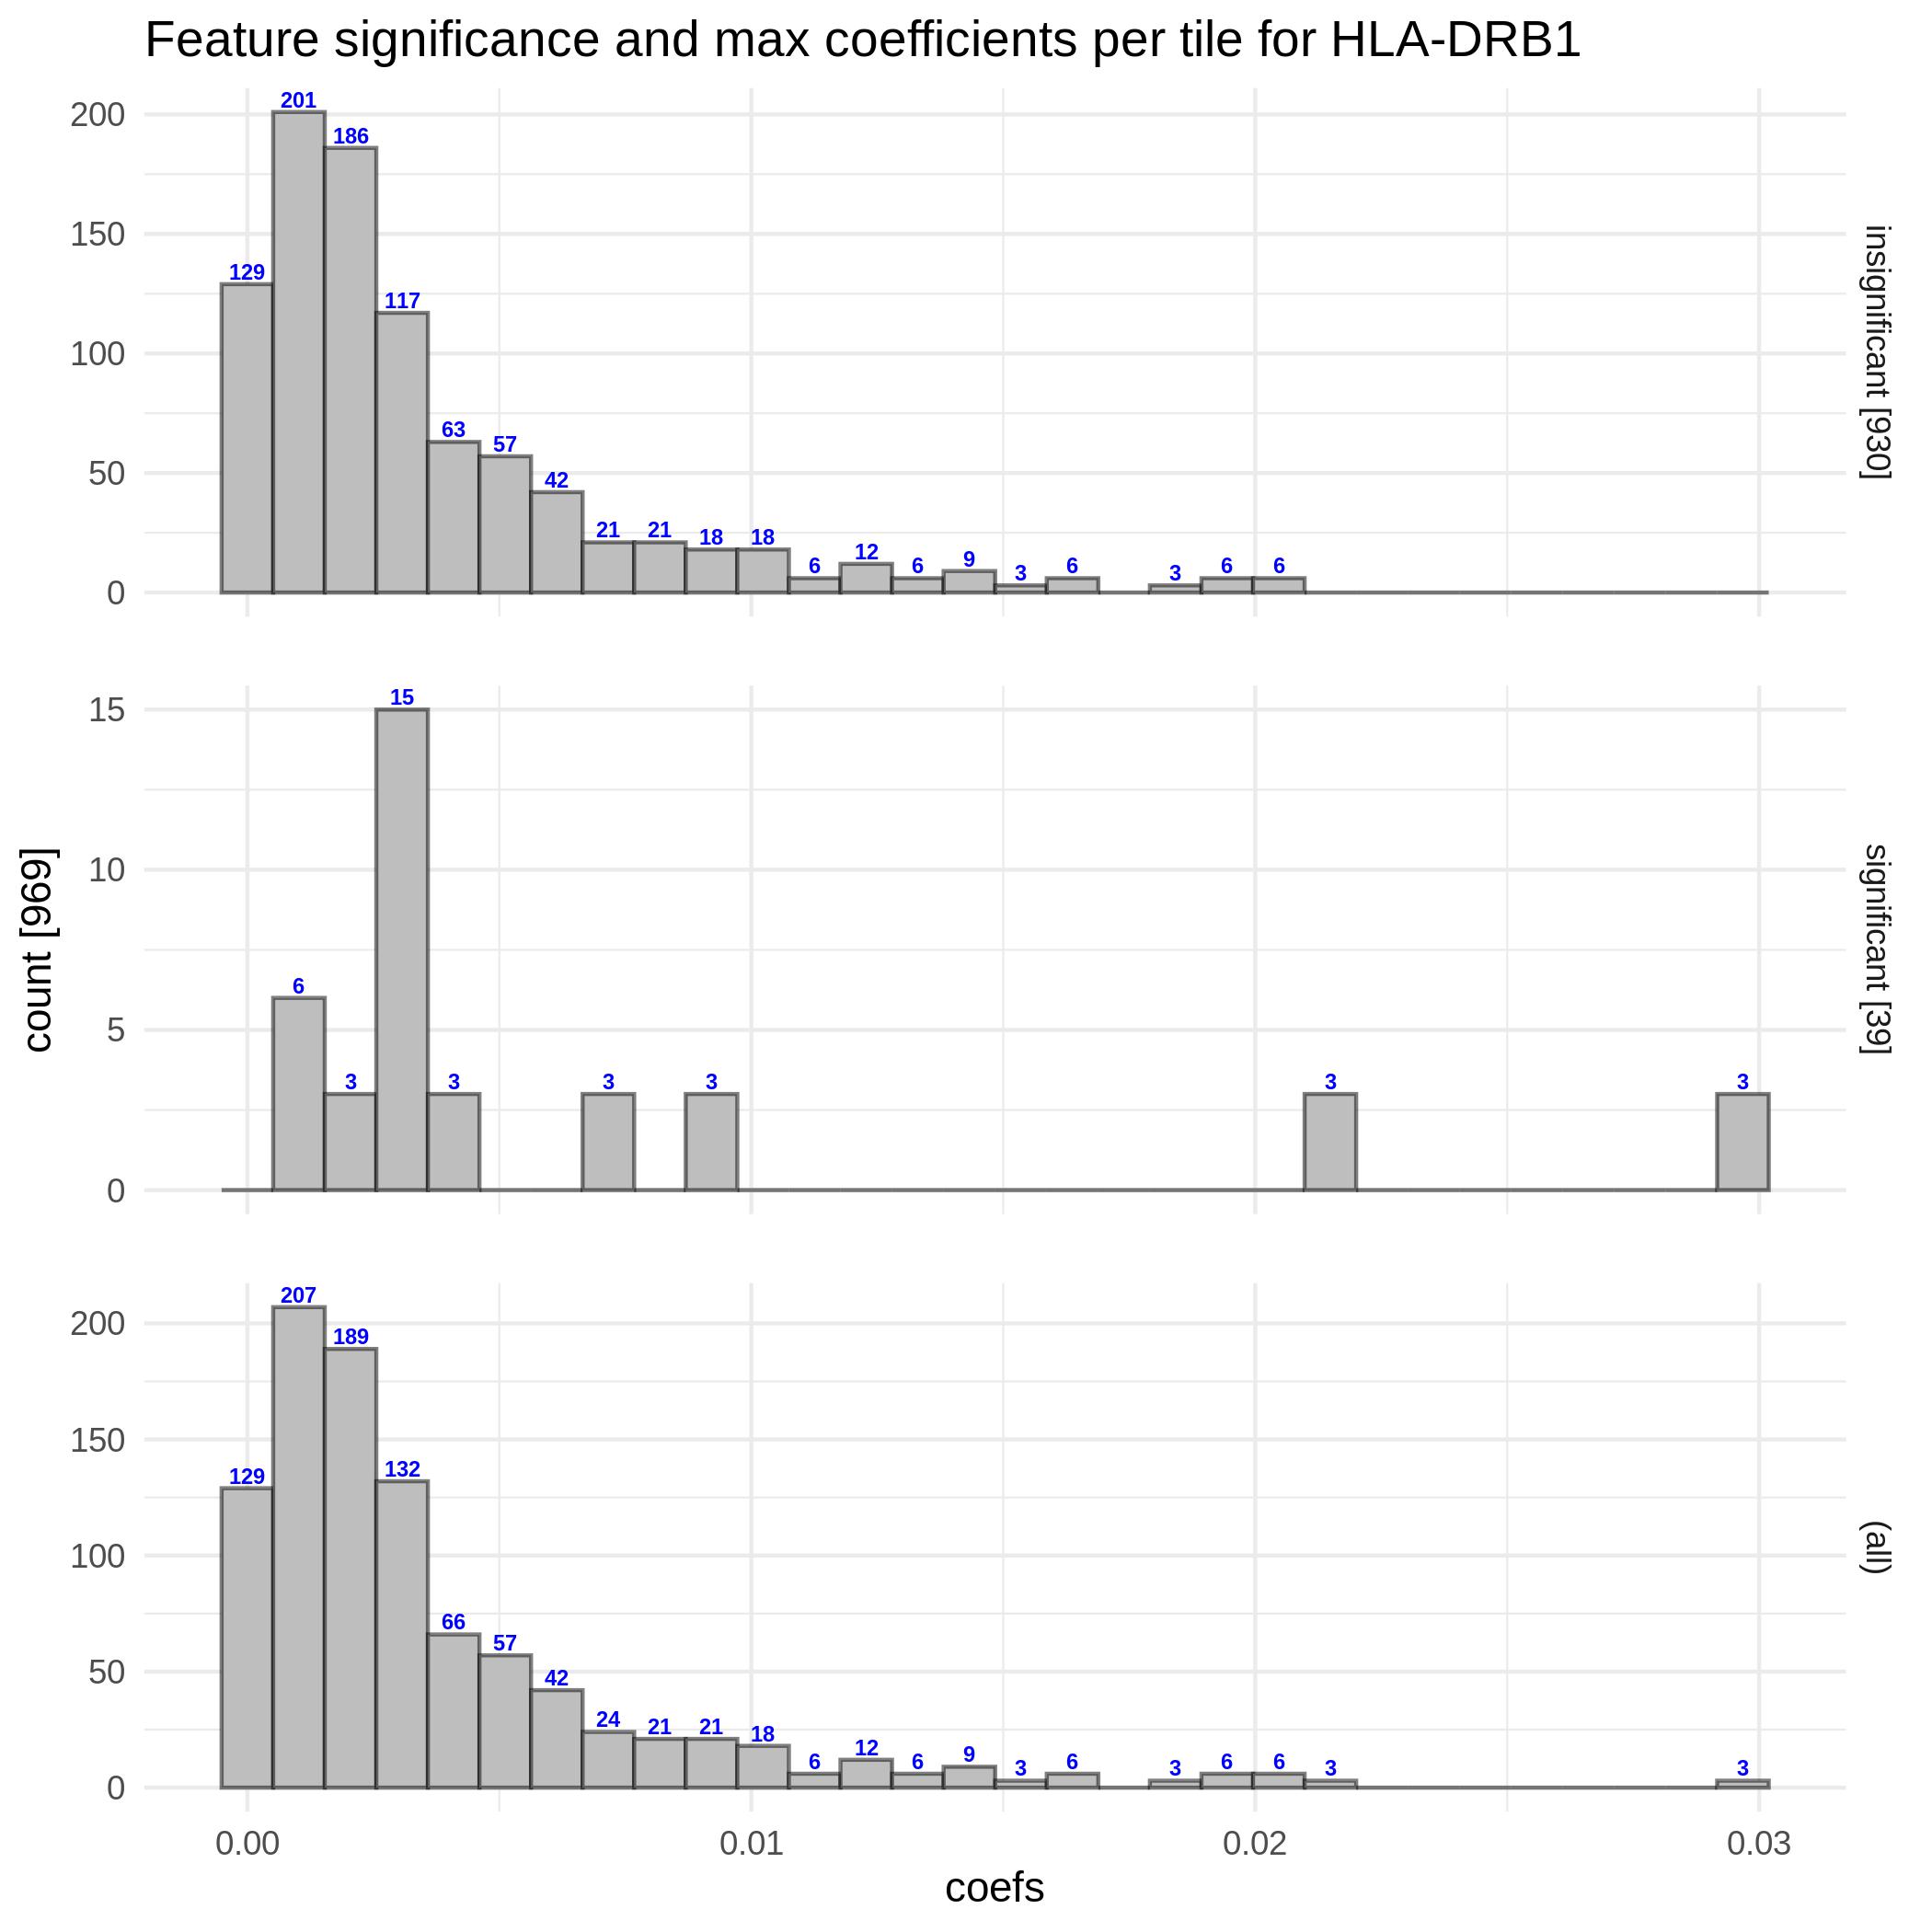 Feature significance and max coefficients per tile for HLA-DRB1
201
200
186
150
129
117
100
63
57
50
42
21 21 18 18
6 12 6 9 3 6 3 6 6
0
insignificant [930]
15
15
10
6
5
3 3 3 3 3 3
0
significant [39]
count [969]
207
200
189
150
129
132
100
66
57
50
42
24 21 21 18
6 12 6 9 3 6 3 6 6 3 3
0
(all)
0.00 0.01 0.02 0.03
coefs